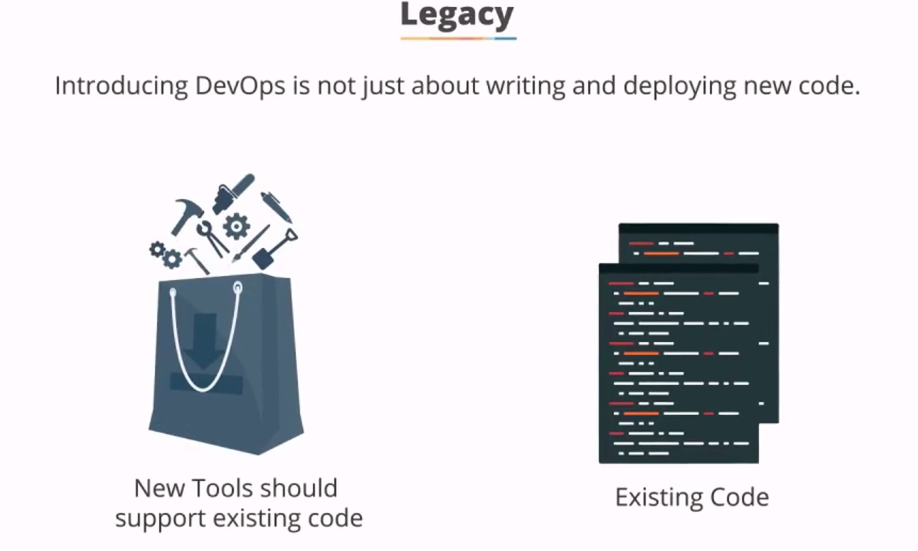 Legacy
Introducing DevOps is not just about writing and deploying new code.
New Tools should
support existing code
Existing Code